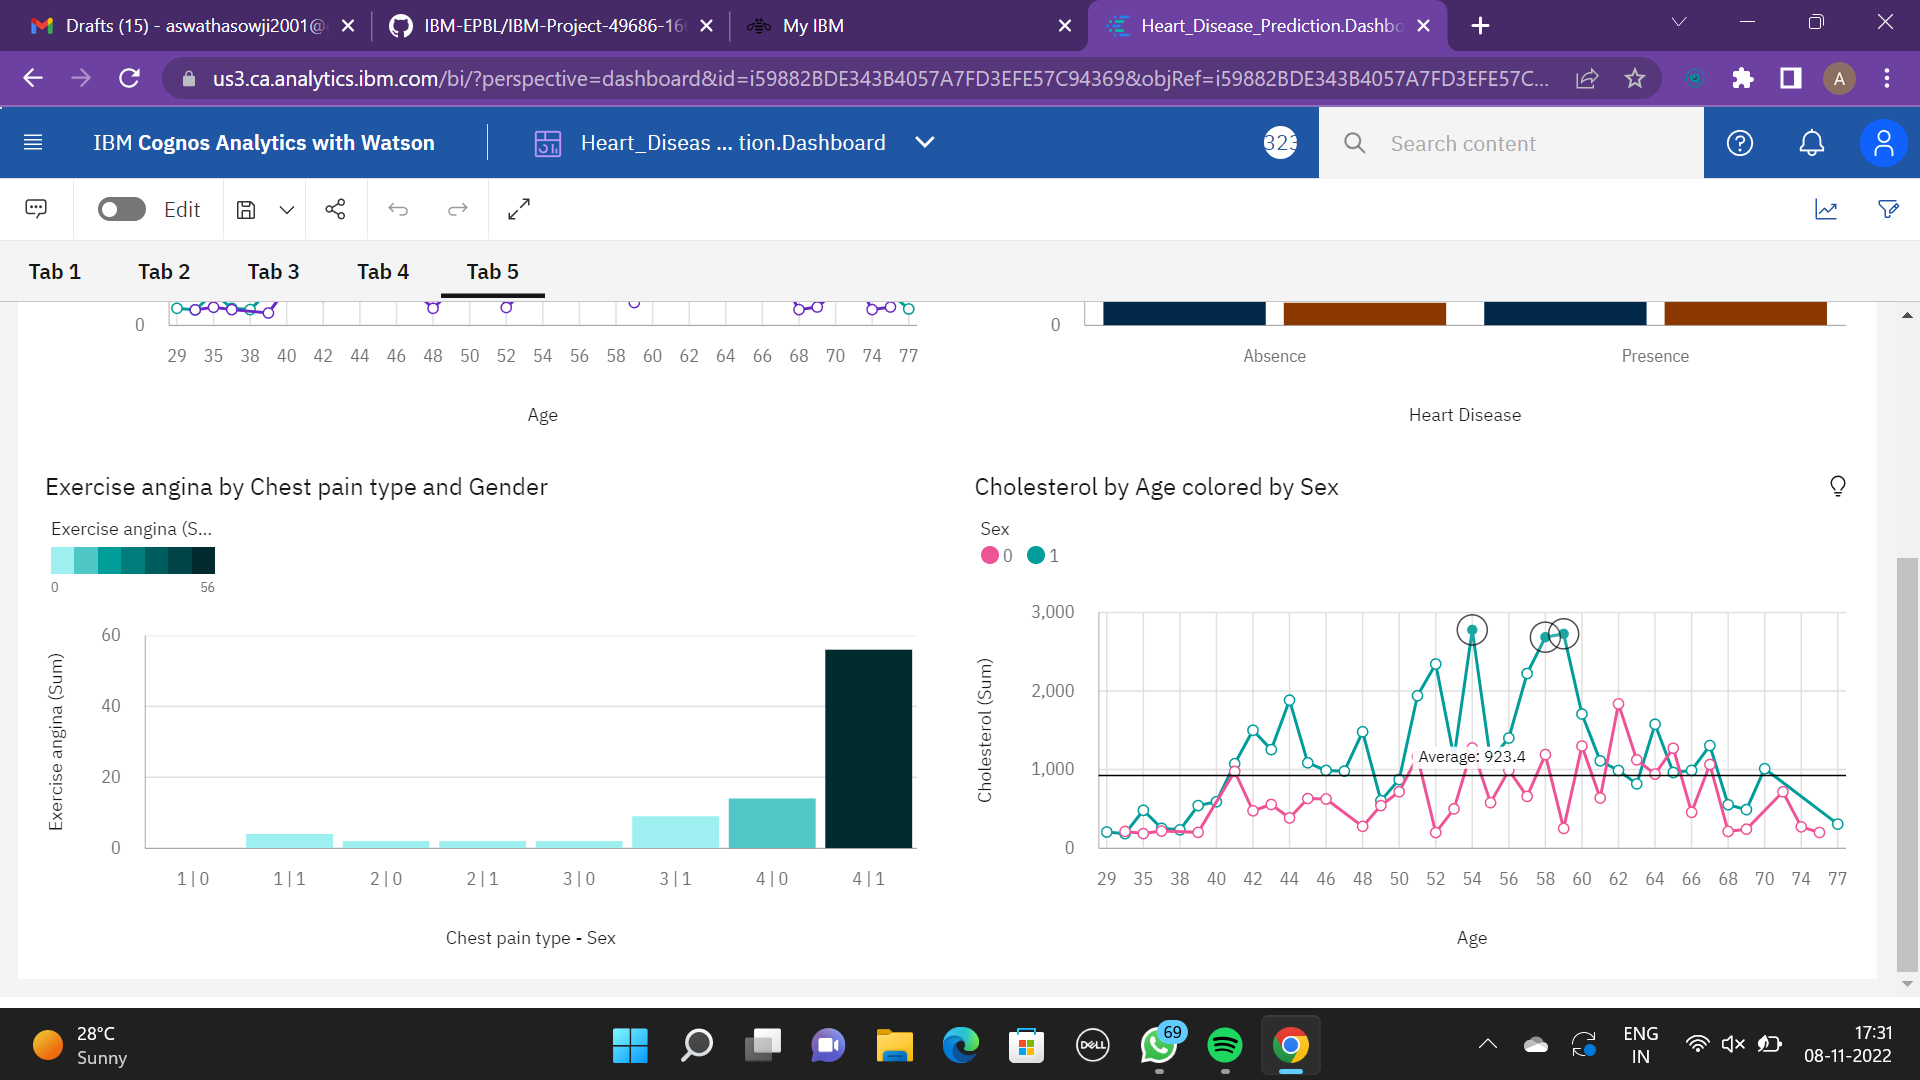 Drafts (15) - aswathasowji2001@
IBM-EPBL/IBM-Project-49686-16
My IBM
Heart_Disease_Prediction.Dashbo
us3.ca.analytics.ibm.com/bi/?perspective=dashboard&id=i59882BDE343B4057A7FD3EFE57C94369&objRef=i59882BDE343B4057A7FD3EFE57C...
A
IBM Cognos Analytics with Watson
Heart_Diseas ... tion.Dashboard
323
Search content
Edit
Tab 1 Tab 2 Tab 3 Tab 4 Tab 5
0
29 35 38 40 42 44 46 48 50 52 54 56 58 60 62 64 66 68 70 74 77
Age
0
Absence Presence
Heart Disease
Exercise angina by Chest pain type and Gender
Exercise angina (S...
0 56
Exercise angina (Sum)
60
40
20
0
1|0 1|1 2|0 2|1 3|0 3|1 4|0 4|1
Chest pain type - Sex
Cholesterol by Age colored by Sex
Sex
0 1
Cholesterol (Sum)
3,000
2,000
1,000
0
Average: 923.4
29 35 38 40 42 44 46 48 50 52 54 56 58 60 62 64 66 68 70 74 77
Age
28°C
Sunny
DELL
69
ENG
IN
17:31
08-11-2022